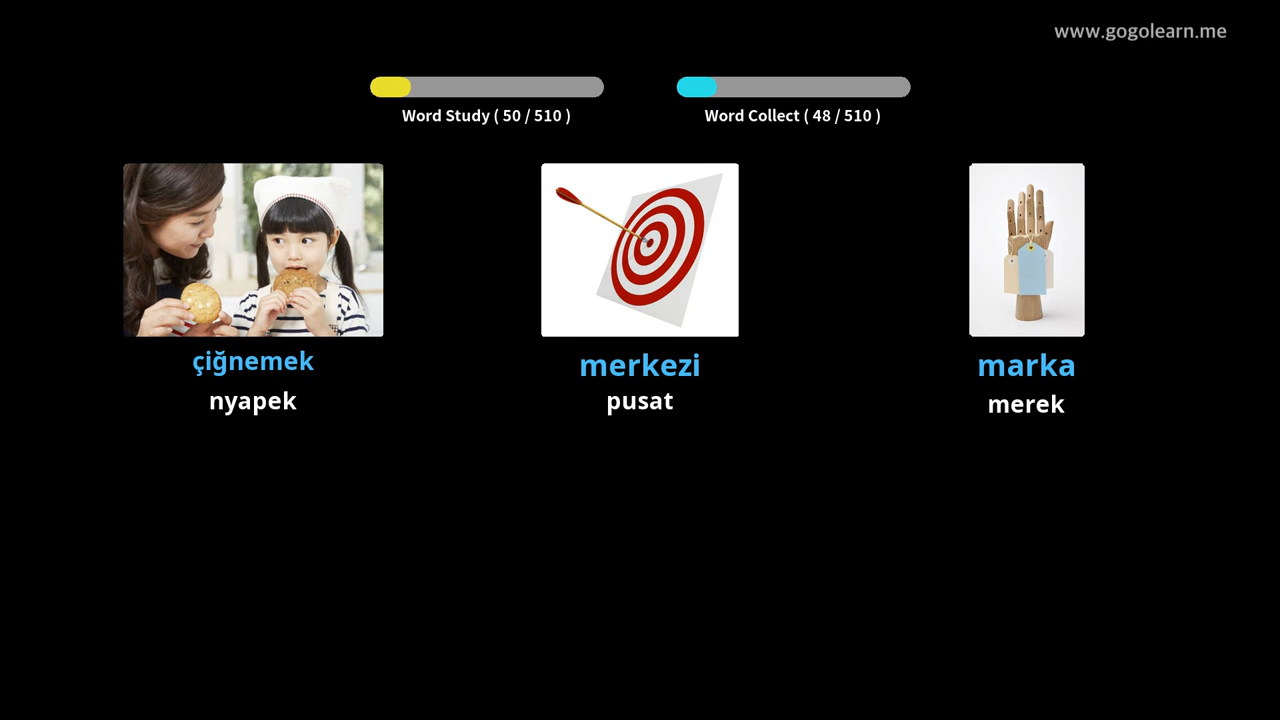 www.gogolearn.me
Word Study ( 50 / 510 )
Word Collect ( 48 / 510 )
çiğnemek
nyapek
merkezi
pusat
marka
merek